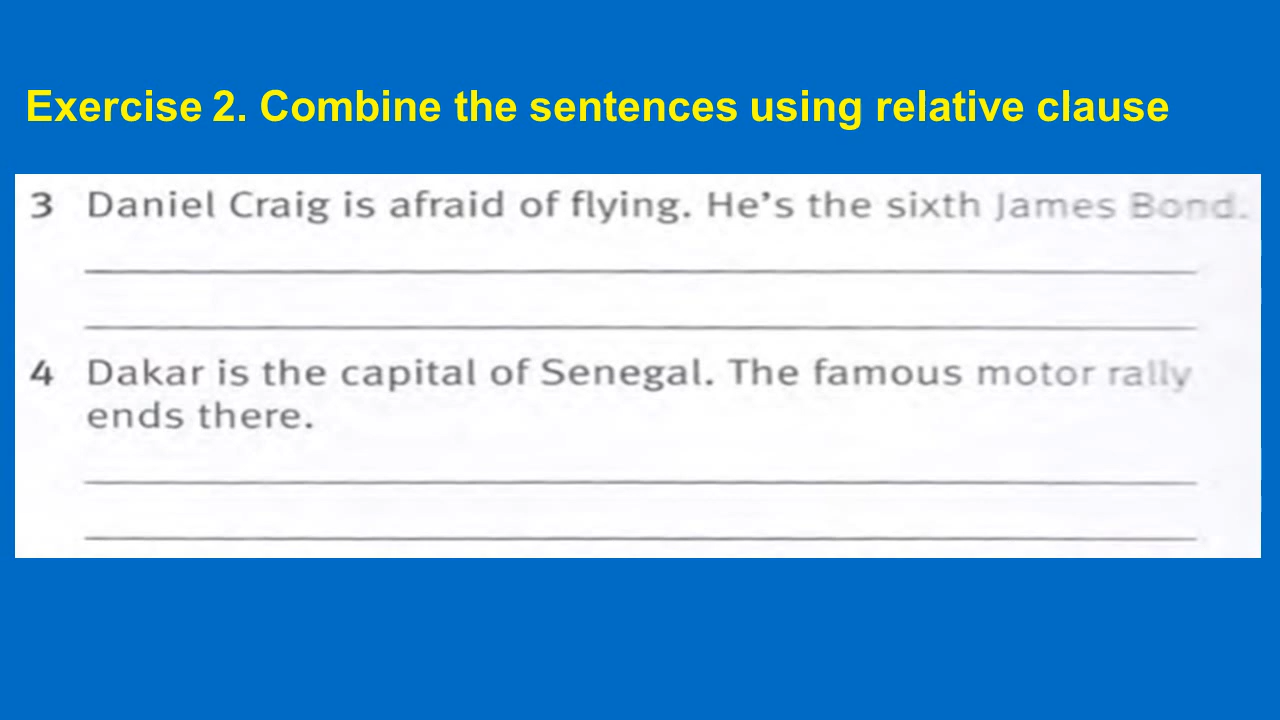 Exercise 2. Combine the sentences using relative clause
3 Daniel Craig is afraid of flying. He's the sixth James Bond.
4 Dakar is the capital of Senegal. The famous motor rally
ends there.